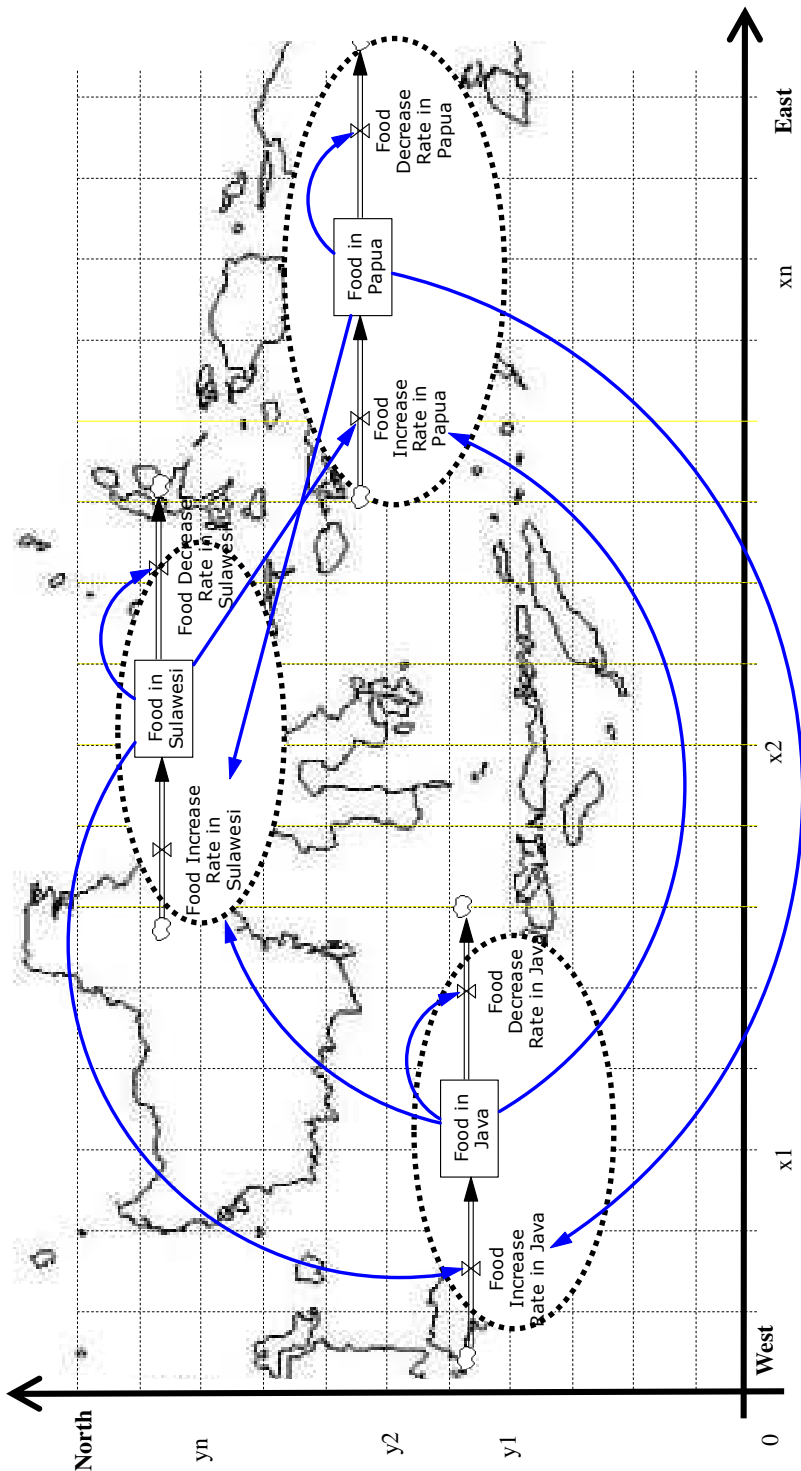 North
yn
y2
y1
0
West
x1
x2
xn
East
Food Increase
Rate in
Sulawesi
Food in
Sulawesi
Food Decrease
Rate in
Sulawesi
Food
Increase
Rate in
Papua
Food in
Papua
Food
Decrease
Rate in
Papua
Food
Increase
Rate in Java
Food in
Java
Food
Decrease
Rate in Java